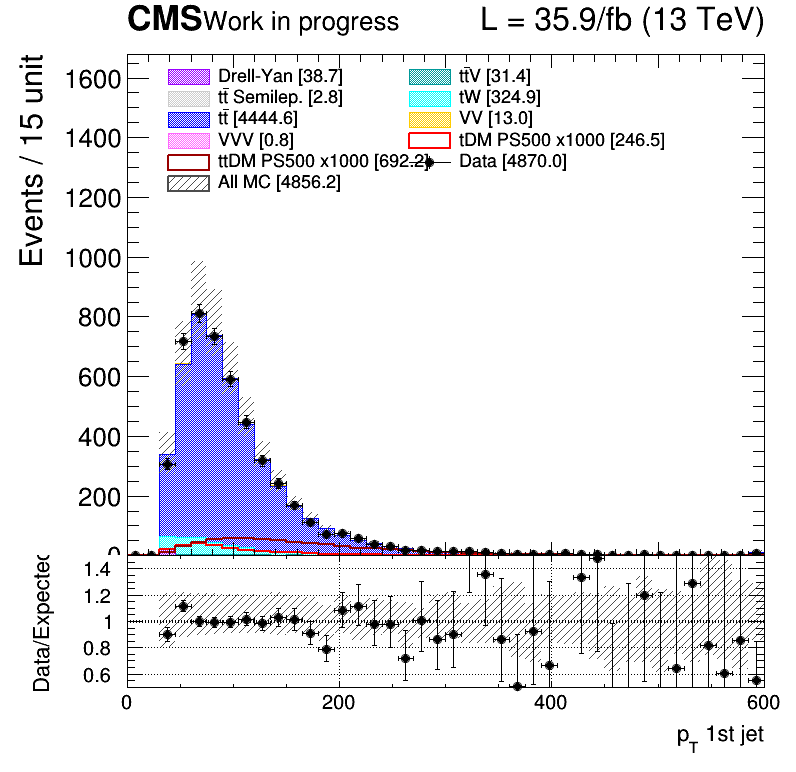 CMS Work in progress L = 35.9/fb (13 TeV)
Events / 15 unit
1600
1400
1200
1000
800
600
400
200
0
Drell-Yan [38.7]
tt̄ Semilep. [2.8]
tt̄ [4444.6]
VVV [0.8]
ttDM PS500 x1000 [692.2]
All MC [4856.2]
tt̄V [31.4]
tW [324.9]
VV [13.0]
tDM PS500 x1000 [246.5]
Data [4870.0]
Data/Expected
1.4
1.2
1
0.8
0.6
0 200 400 600
pT 1st jet